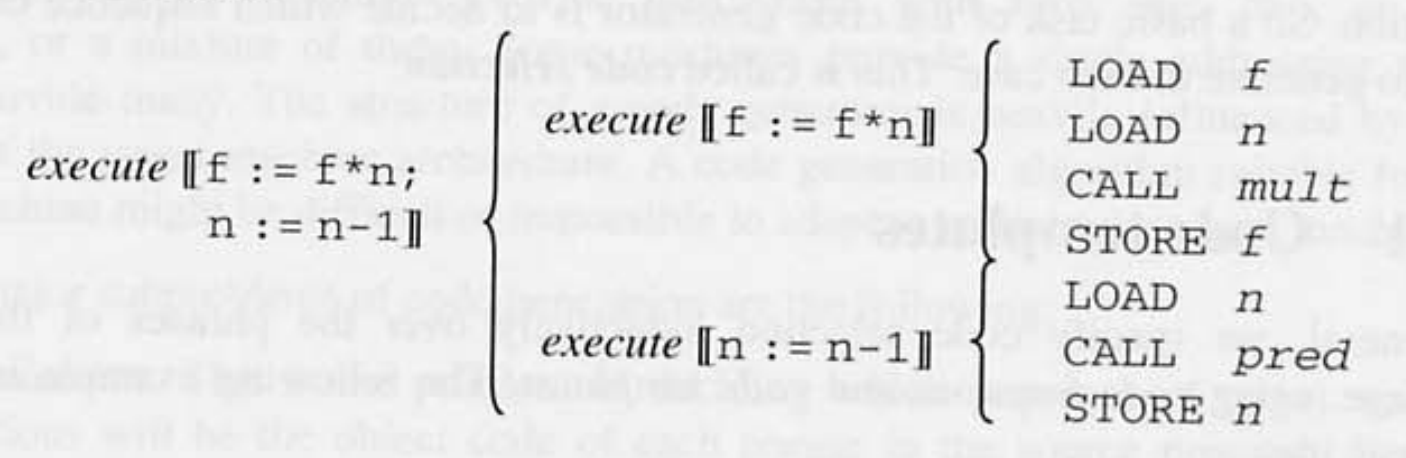 execute ⟦f := f*n;
n := n-1⟧
execute ⟦f := f*n⟧
execute ⟦n := n-1⟧
LOAD f
LOAD n
CALL mult
STORE f
LOAD n
CALL pred
STORE n